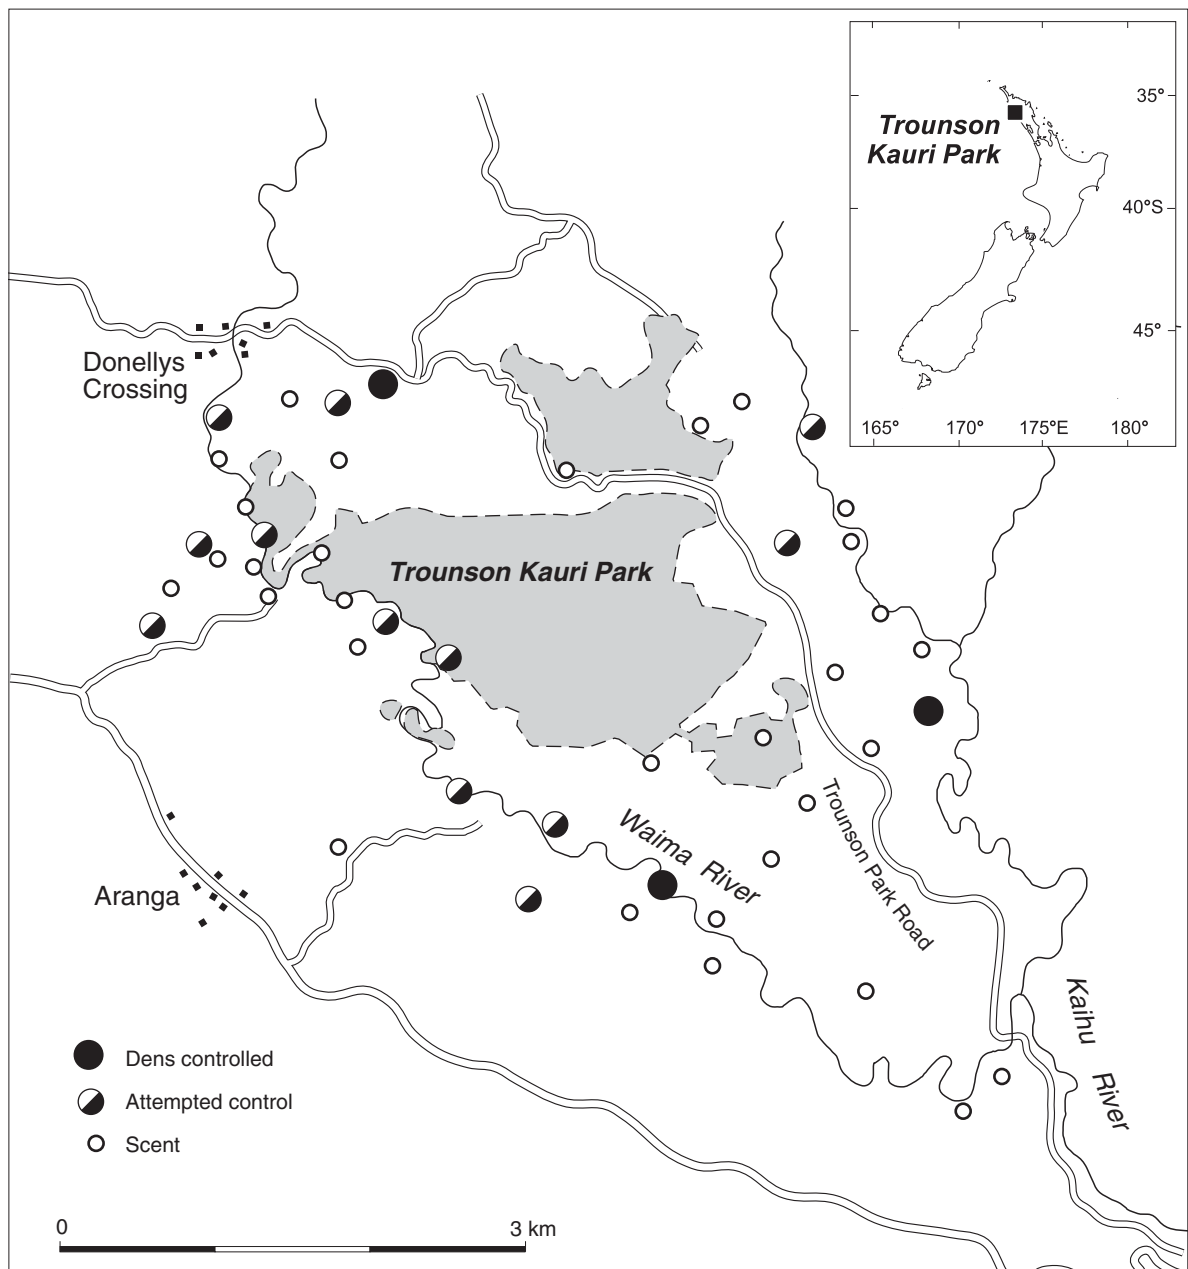 35°
Trounson
Kauri Park
40°S
45°
165°
170°
175°E
180°
Donellys
Crossing
Trounson Kauri Park
Waima River
Trounson Park Road
Aranga
Kaihu River
Dens controlled
Attempted control
Scent
0
3 km